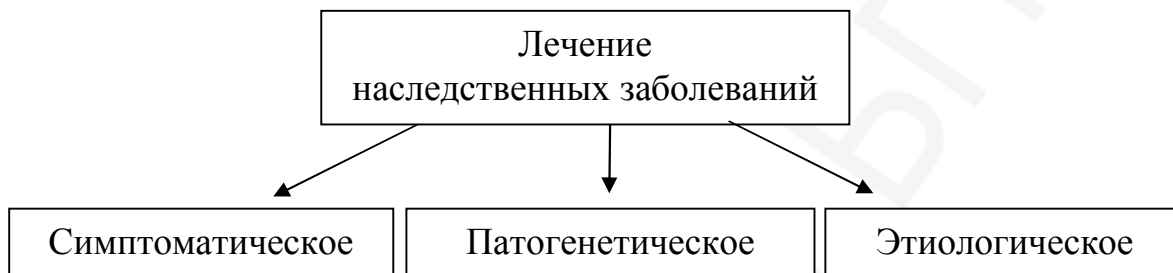 Лечение
наследственных заболеваний
Симптоматическое
Патогенетическое
Этиологическое